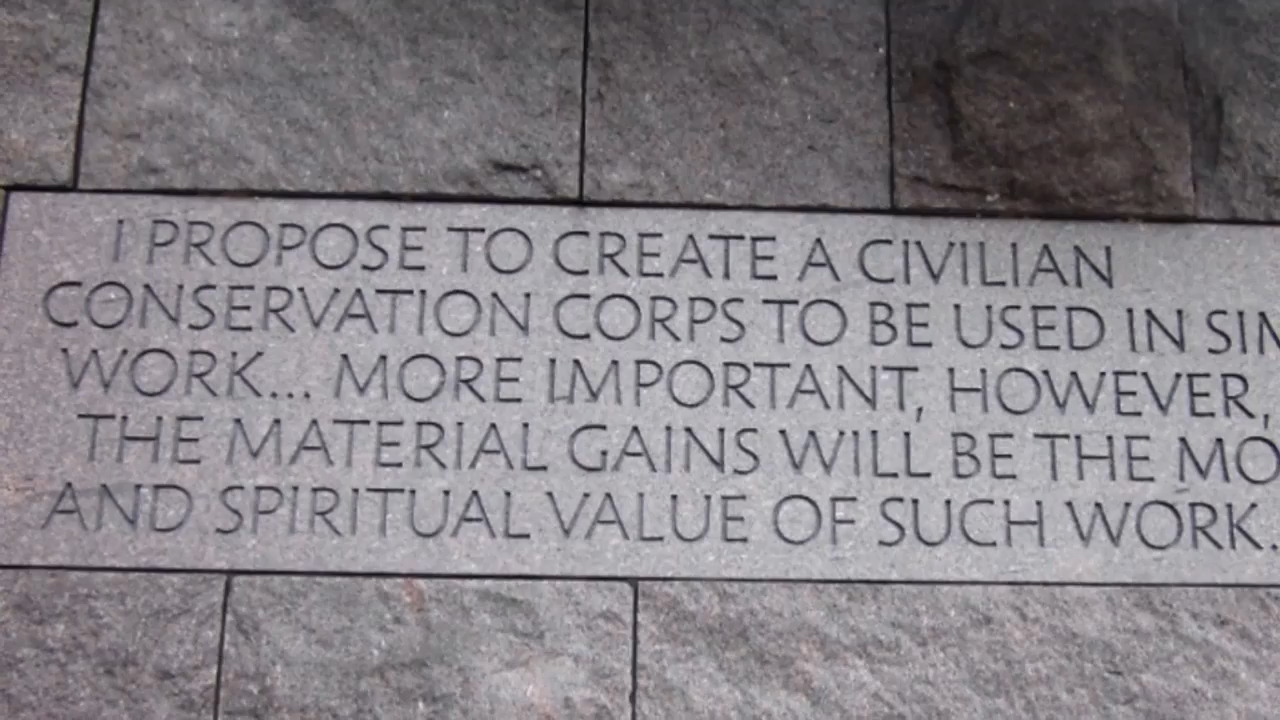 I PROPOSE TO CREATE A CIVILIAN
CONSERVATION CORPS TO BE USED IN
WORK... MORE IMPORTANT, HOWEVER,
THE MATERIAL GAINS WILL BE THE
AND SPIRITUAL VALUE OF SUCH WORK.